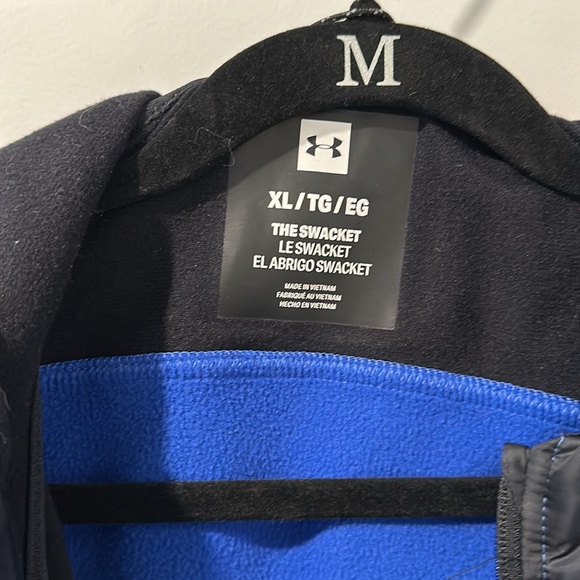 M
XL/TG/EG
THE SWACKET
LE SWACKET
EL ABRIGO SWACKET
MADE IN VIETNAM
FABRIQUÉ AU VIETNAM
HECHO EN VIETNAM